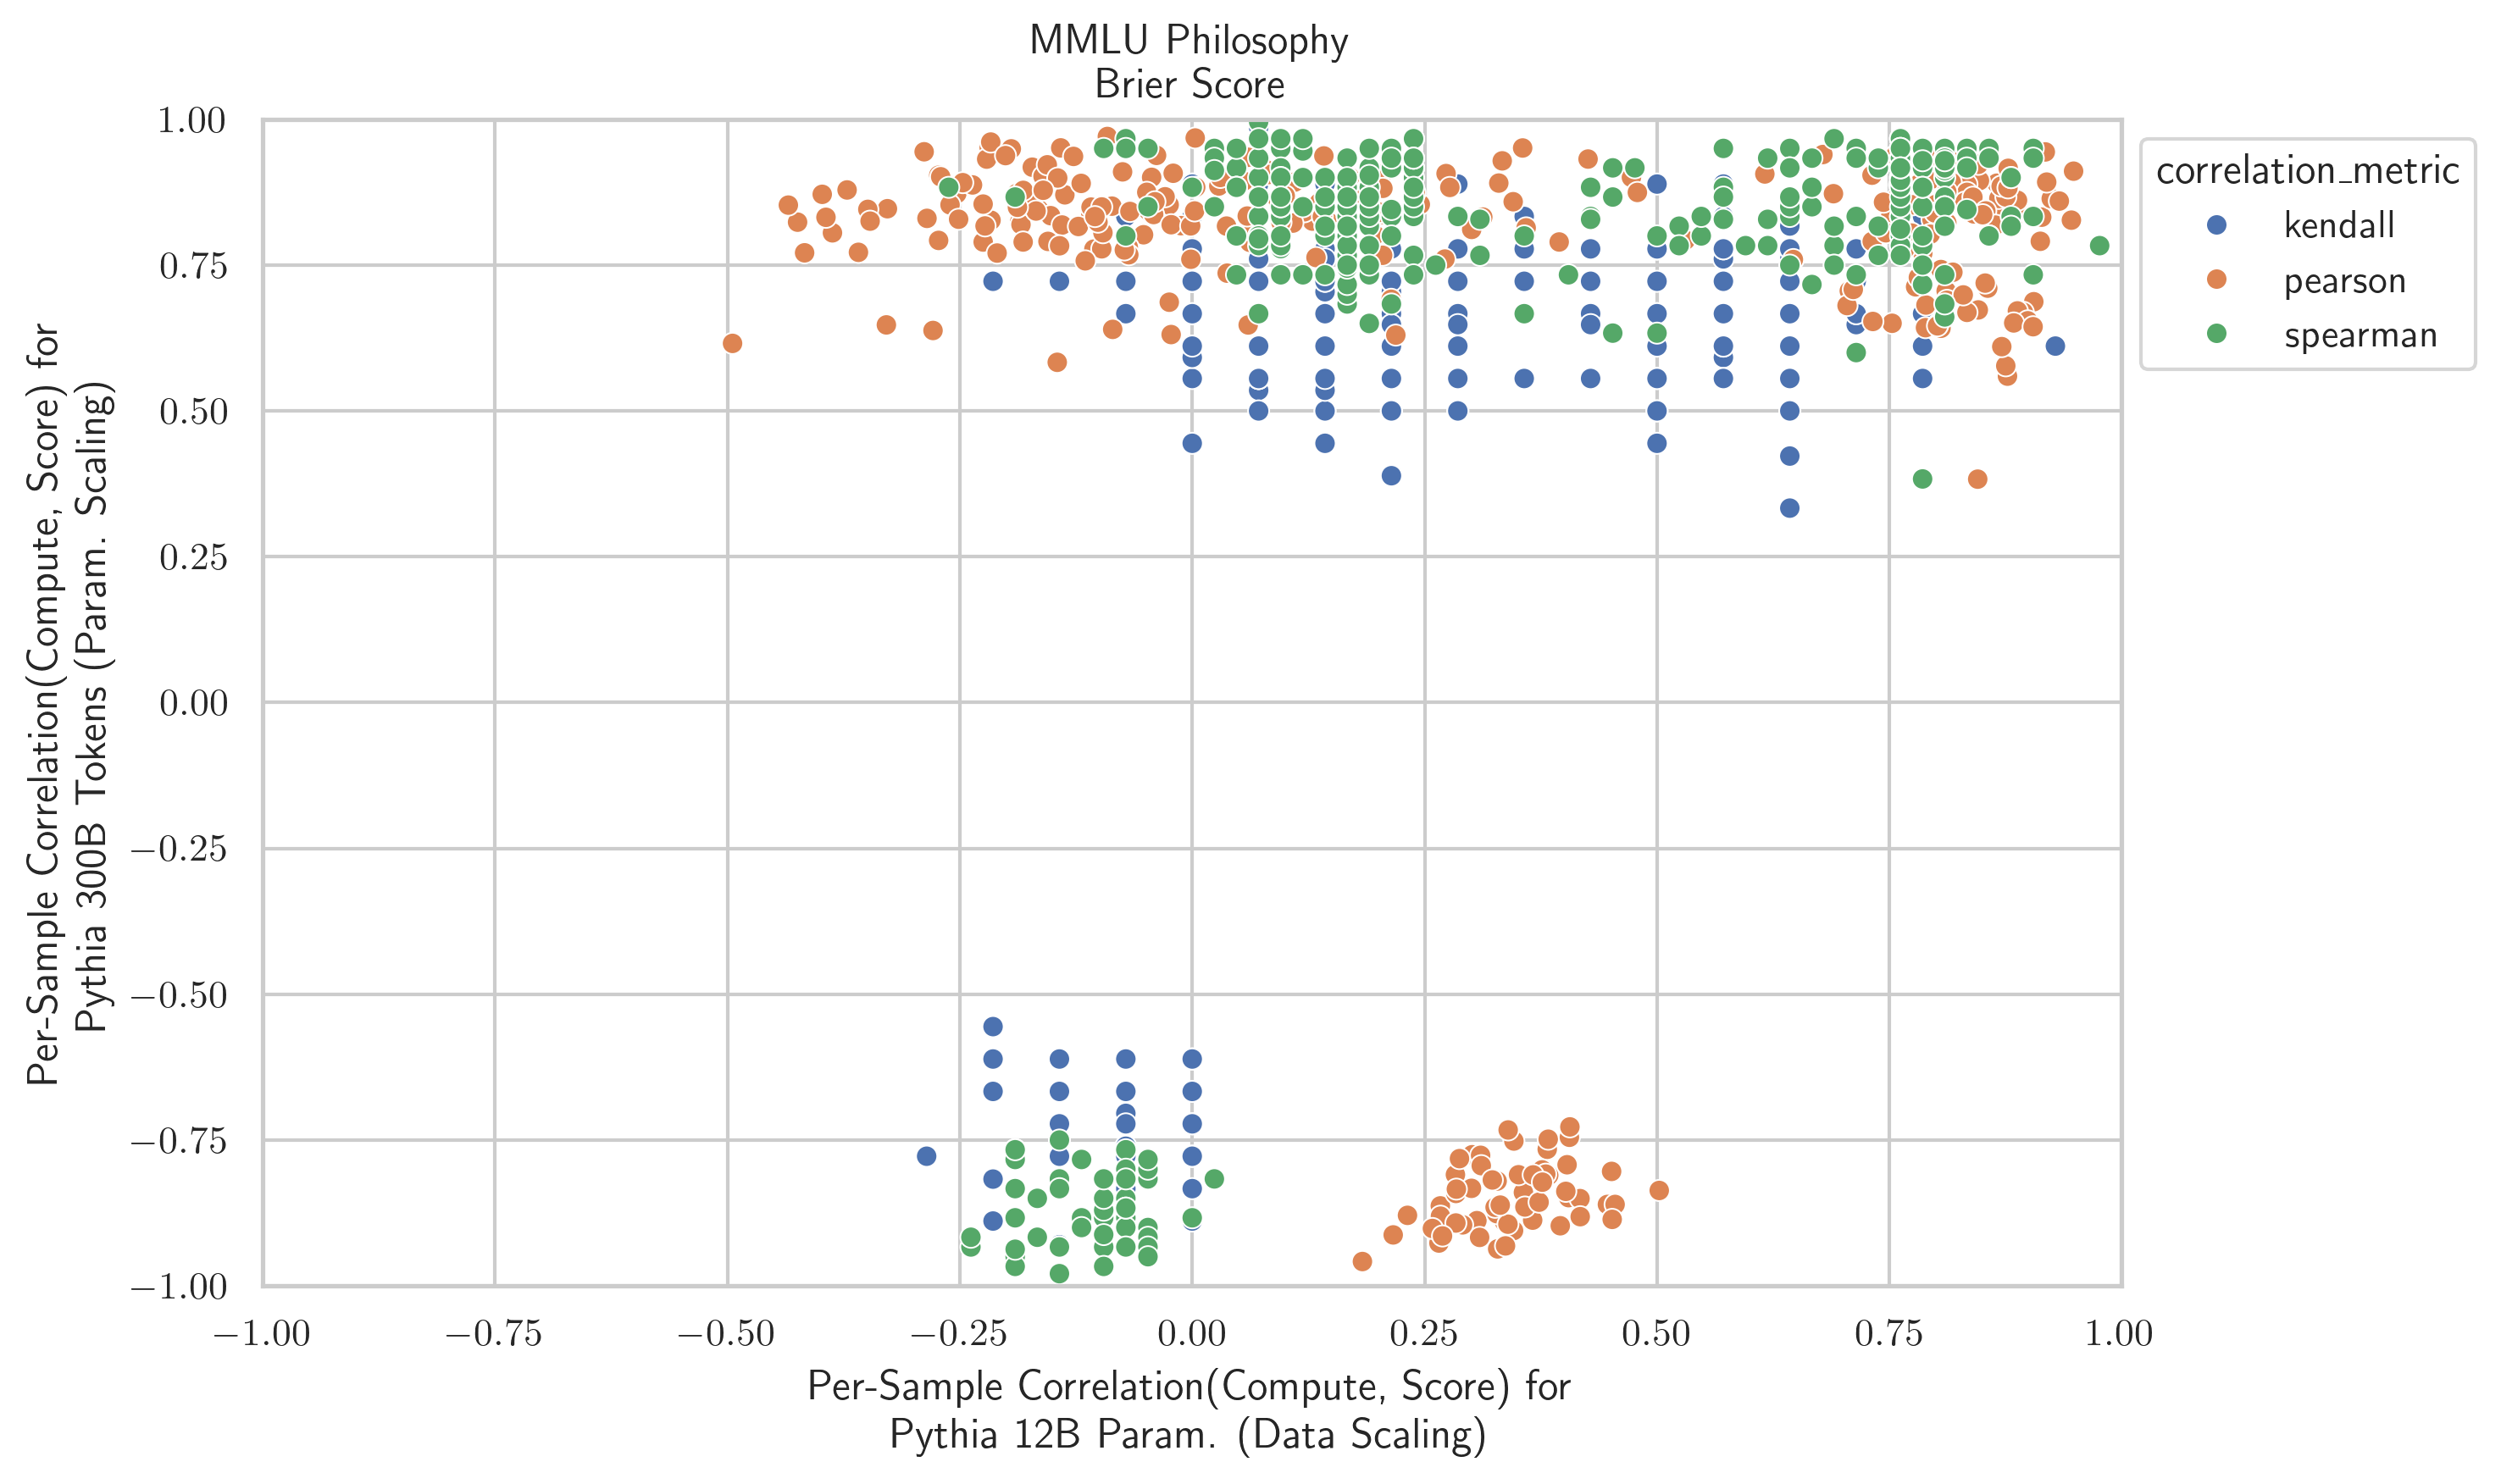 MMLU Philosophy
Brier Score
Per-Sample Correlation(Compute, Score) for
Pythia 300B Tokens (Param. Scaling)
1.00
0.75
0.50
0.25
0.00
−0.25
−0.50
−0.75
−1.00
−1.00 −0.75 −0.50 −0.25 0.00 0.25 0.50 0.75 1.00
Per-Sample Correlation(Compute, Score) for
Pythia 12B Param. (Data Scaling)
correlation_metric
kendall
pearson
spearman